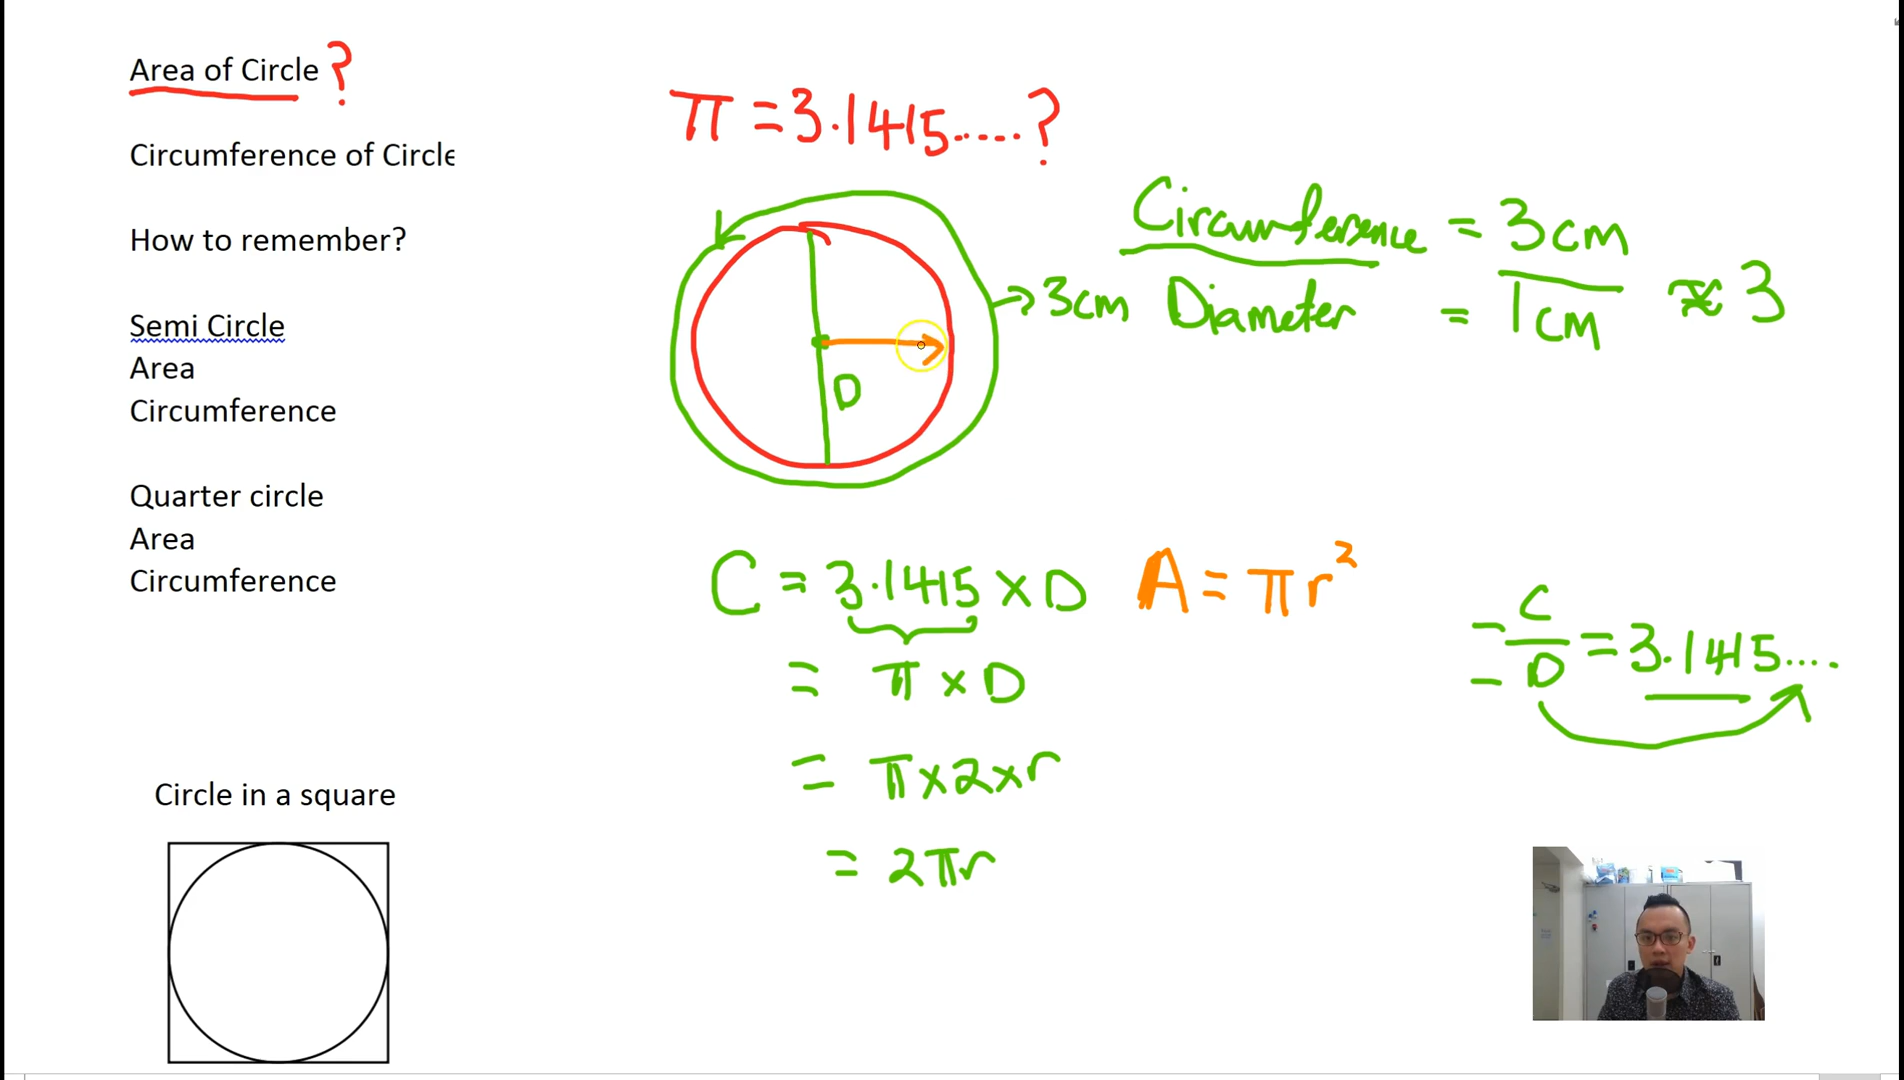 Area of Circle ?
Circumference of Circle
How to remember?
Semi Circle
Area
Circumference
Quarter circle
Area
Circumference
Circle in a square
π = 3.1415..... ?
D
3cm
Circumference = 3cm
Diameter = 1cm
≈ 3
C = 3.1415 × D
= π × D
= π × 2 × r
= 2πr
A = πr²
= C
= D
= 3.1415....